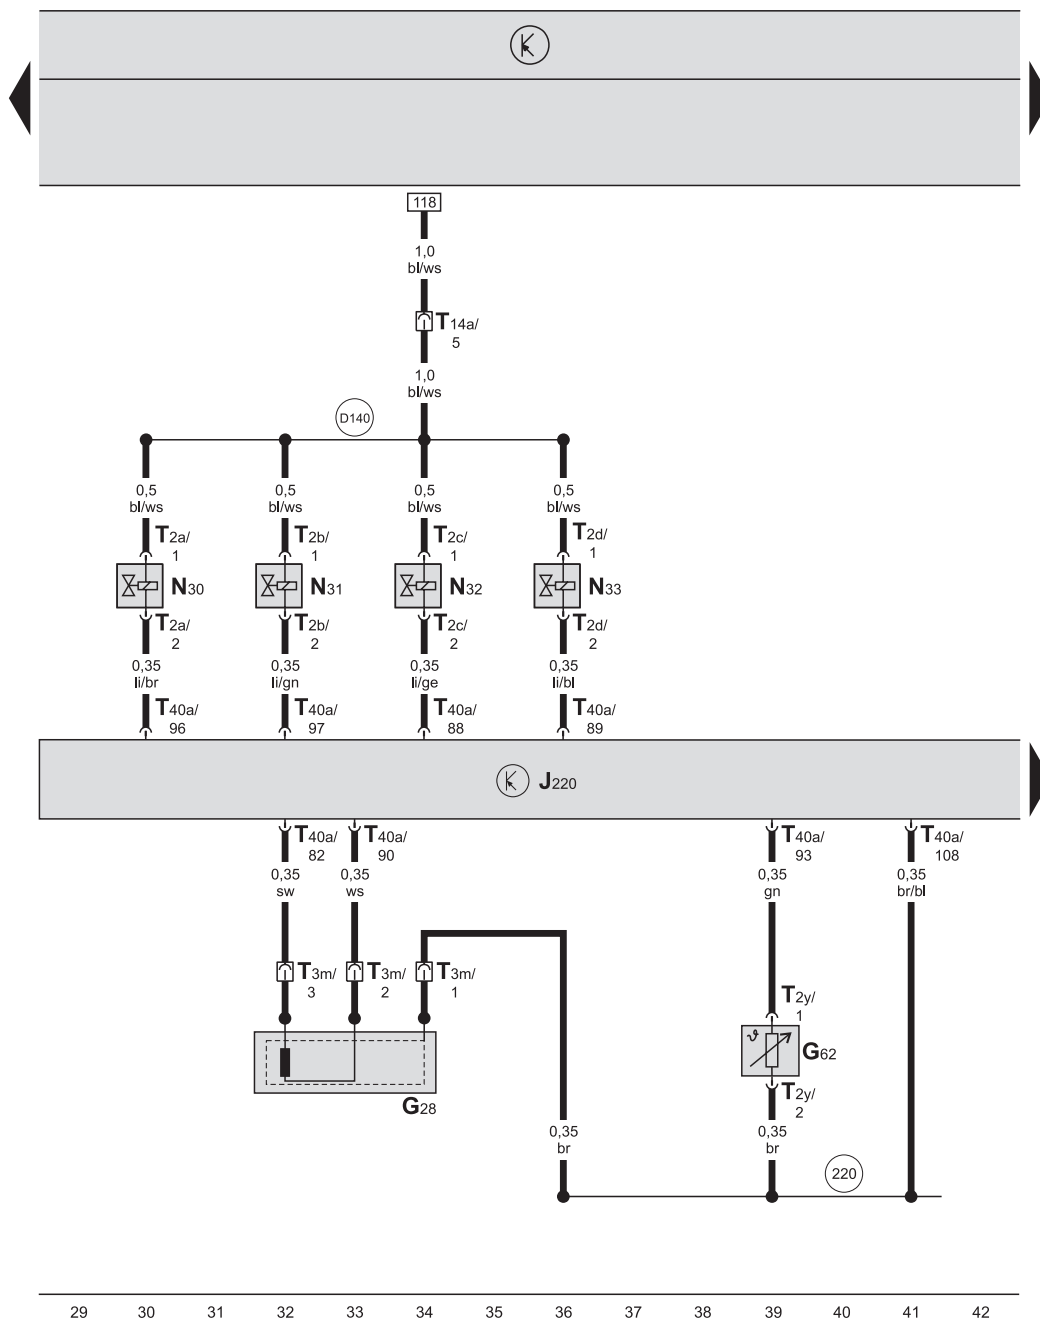 118
1,0
bl/ws
T14a/
5
1,0
bl/ws
D140
0,5 0,5 0,5 0,5
bl/ws bl/ws bl/ws bl/ws
T2a/ T2b/ T2c/ T2d/
1 1 1 1
N30 N31 N32 N33
T2a/ T2b/ T2c/ T2d/
2 2 2 2
0,35 0,35 0,35 0,35
li/br li/gn li/ge li/bl
T40a/ T40a/ T40a/ T40a/
96 97 88 89
J220
T40a/ T40a/ T40a/ T40a/
82 90 93 108
0,35 0,35 0,35 0,35
sw ws gn br/bl
T3m/ T3m/ T3m/
3 2 1
T2y/
1
ϑ
G62
T2y/
2
G28
0,35 0,35
br br
220
29 30 31 32 33 34 35 36 37 38 39 40 41 42